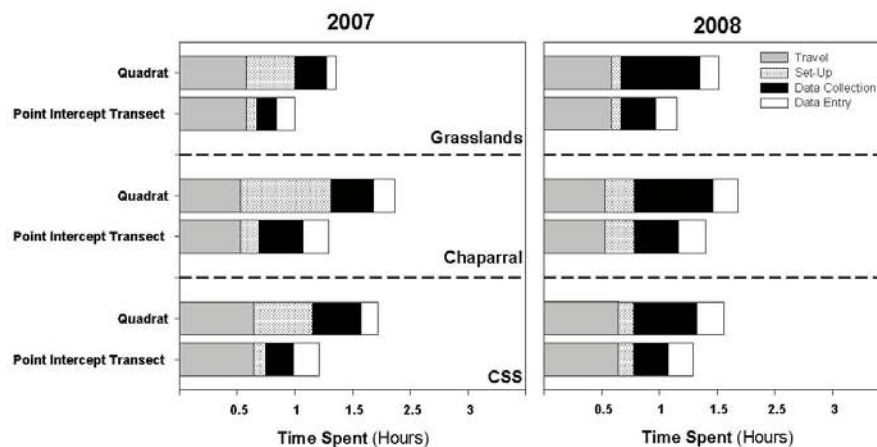 2007
2008
Quadrat
Point Intercept Transect
Grasslands
Quadrat
Point Intercept Transect
Chaparral
Quadrat
Point Intercept Transect
CSS
Travel
Set-Up
Data Collection
Data Entry
0.5 1 1.5 2.5 3
0.5 1 1.5 2.5 3
Time Spent (Hours)
Time Spent (Hours)